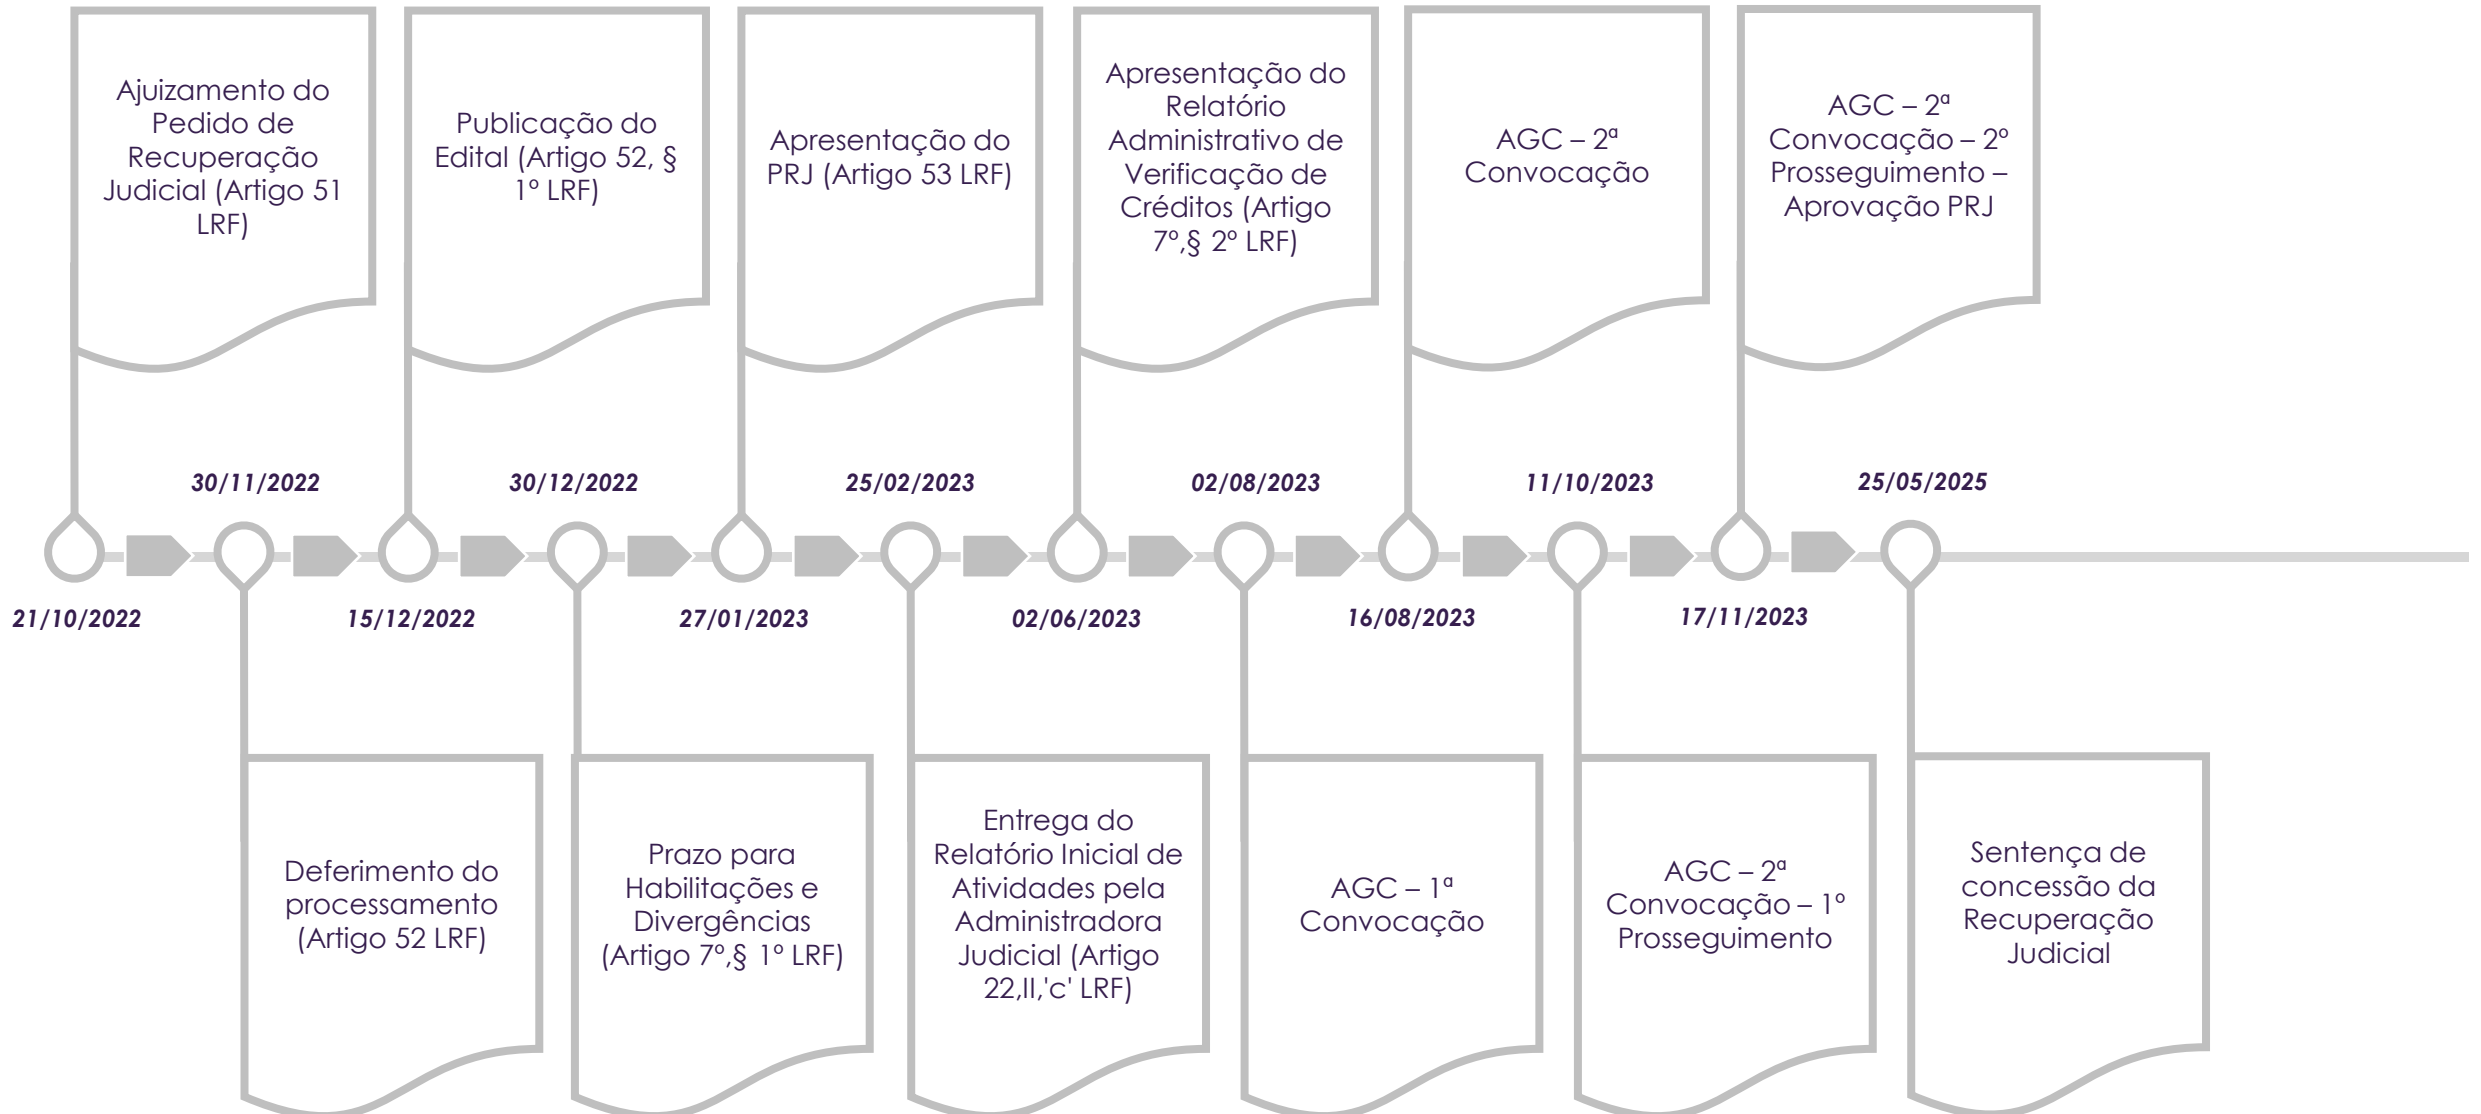 Ajuizamento do
Pedido de
Recuperação
Judicial (Artigo 51
LRF)
Publicação do
Edital (Artigo 52, §
1º LRF)
Apresentação do
PRJ (Artigo 53 LRF)
Apresentação do
Relatório
Administrativo de
Verificação de
Créditos (Artigo
7º,§ 2º LRF)
AGC – 2ª
Convocação
AGC – 2ª
Convocação – 2º
Prosseguimento –
Aprovação PRJ
30/11/2022
30/12/2022
25/02/2023
02/08/2023
11/10/2023
25/05/2025
21/10/2022
15/12/2022
27/01/2023
02/06/2023
16/08/2023
17/11/2023
Deferimento do
processamento
(Artigo 52 LRF)
Prazo para
Habilitações e
Divergências
(Artigo 7º,§ 1º LRF)
Entrega do
Relatório Inicial de
Atividades pela
Administradora
Judicial (Artigo
22,II,'c' LRF)
AGC – 1ª
Convocação
AGC – 2ª
Convocação – 1º
Prosseguimento
Sentença de
concessão da
Recuperação
Judicial